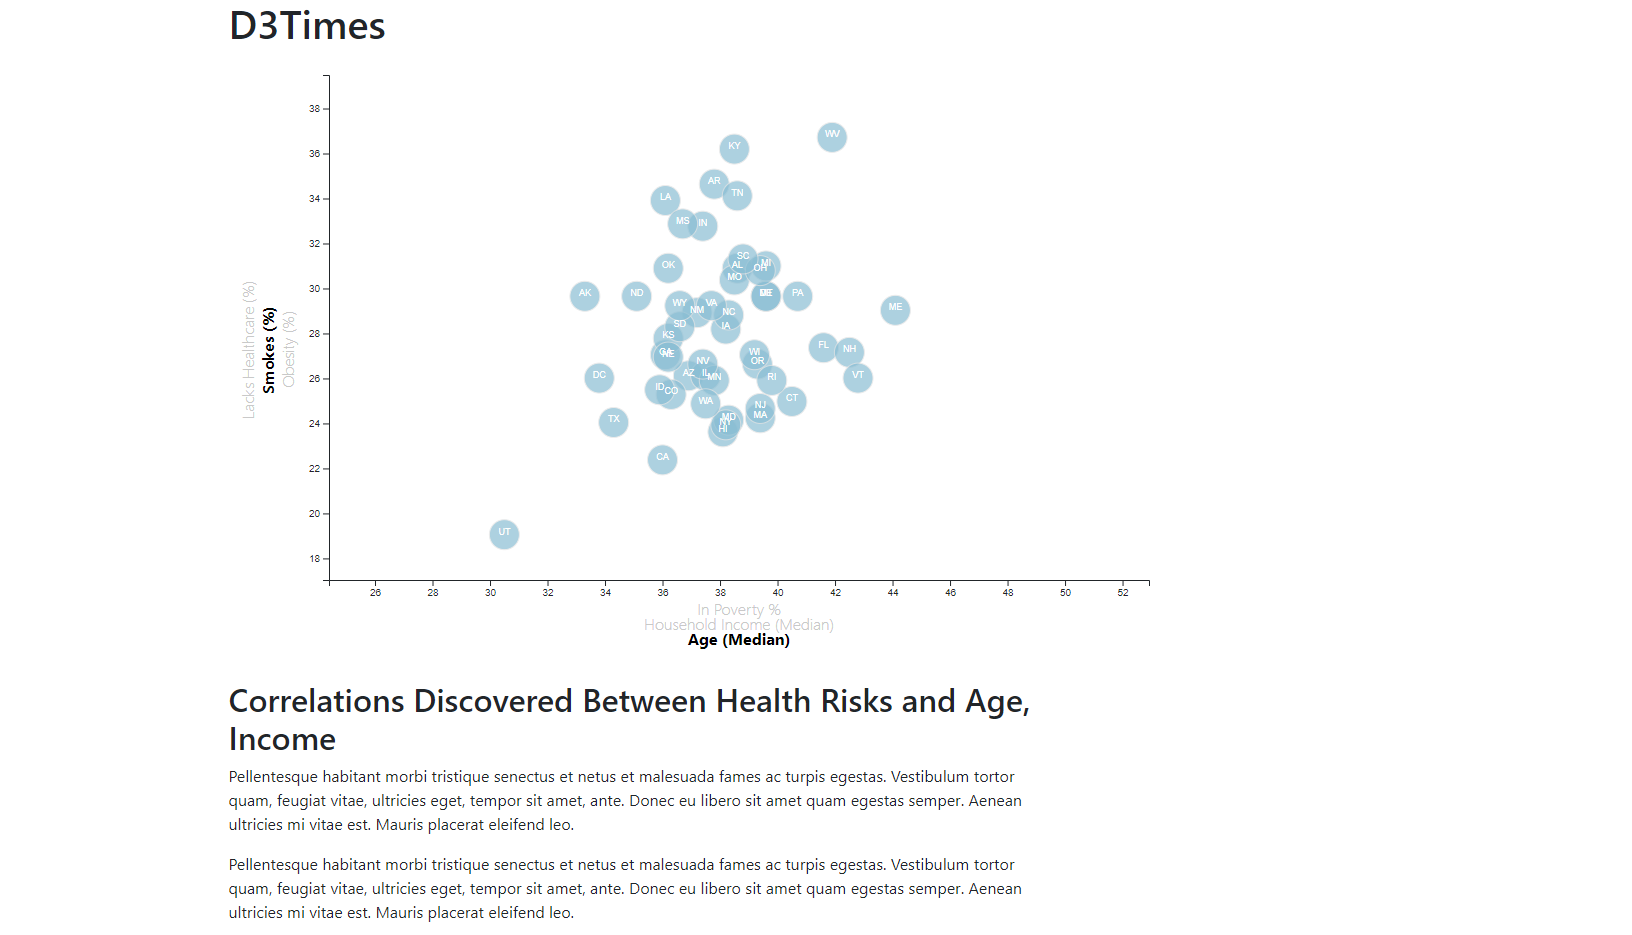 D3Times
38
36
34
32
30
28
26
24
22
20
18
Lacks Healthcare (%)
Smokes (%)
Obesity (%)
WV
KY
AR
TN
LA
MS IN
SC
OK AL OH MI
MO
AK ND PA
WY VA
NM NC
ME
SD IA
KS
FL NH
NE WI
NV OR
DC AZ IL MN RI VT
ID CO
WA CT
NJ
TX MD MA
NY
HI
CA
UT
26 28 30 32 34 36 38 40 42 44 46 48 50 52
In Poverty %
Household Income (Median)
Age (Median)
Correlations Discovered Between Health Risks and Age,
Income
Pellentesque habitant morbi tristique senectus et netus et malesuada fames ac turpis egestas. Vestibulum tortor
quam, feugiat vitae, ultricies eget, tempor sit amet, ante. Donec eu libero sit amet quam egestas semper. Aenean
ultricies mi vitae est. Mauris placerat eleifend leo.
Pellentesque habitant morbi tristique senectus et netus et malesuada fames ac turpis egestas. Vestibulum tortor
quam, feugiat vitae, ultricies eget, tempor sit amet, ante. Donec eu libero sit amet quam egestas semper. Aenean
ultricies mi vitae est. Mauris placerat eleifend leo.